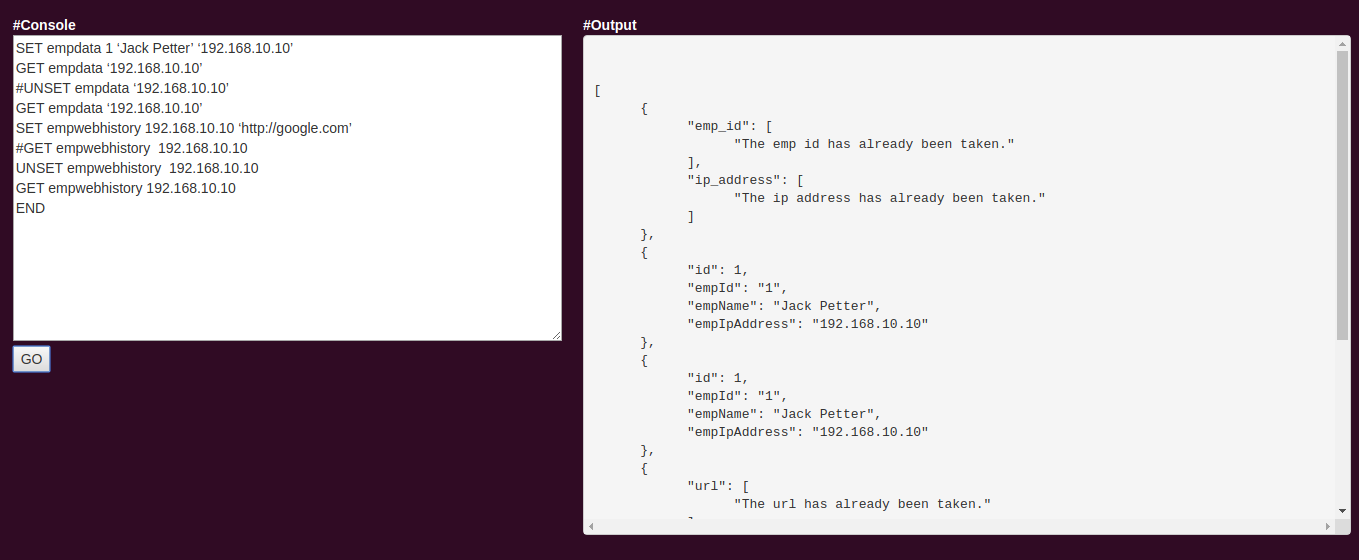 #Console
SET empdata 1 ‘Jack Petter’ ‘192.168.10.10’
GET empdata ‘192.168.10.10’
#UNSET empdata ‘192.168.10.10’
GET empdata ‘192.168.10.10’
SET empwebhistory 192.168.10.10 ‘http://google.com’
#GET empwebhistory  192.168.10.10
UNSET empwebhistory  192.168.10.10
GET empwebhistory 192.168.10.10
END
GO
#Output
[
      {
            "emp_id": [
                  "The emp id has already been taken."
            ],
            "ip_address": [
                  "The ip address has already been taken."
            ]
      },
      {
            "id": 1,
            "empId": "1",
            "empName": "Jack Petter",
            "empIpAddress": "192.168.10.10"
      },
      {
            "id": 1,
            "empId": "1",
            "empName": "Jack Petter",
            "empIpAddress": "192.168.10.10"
      },
      {
            "url": [
                  "The url has already been taken."